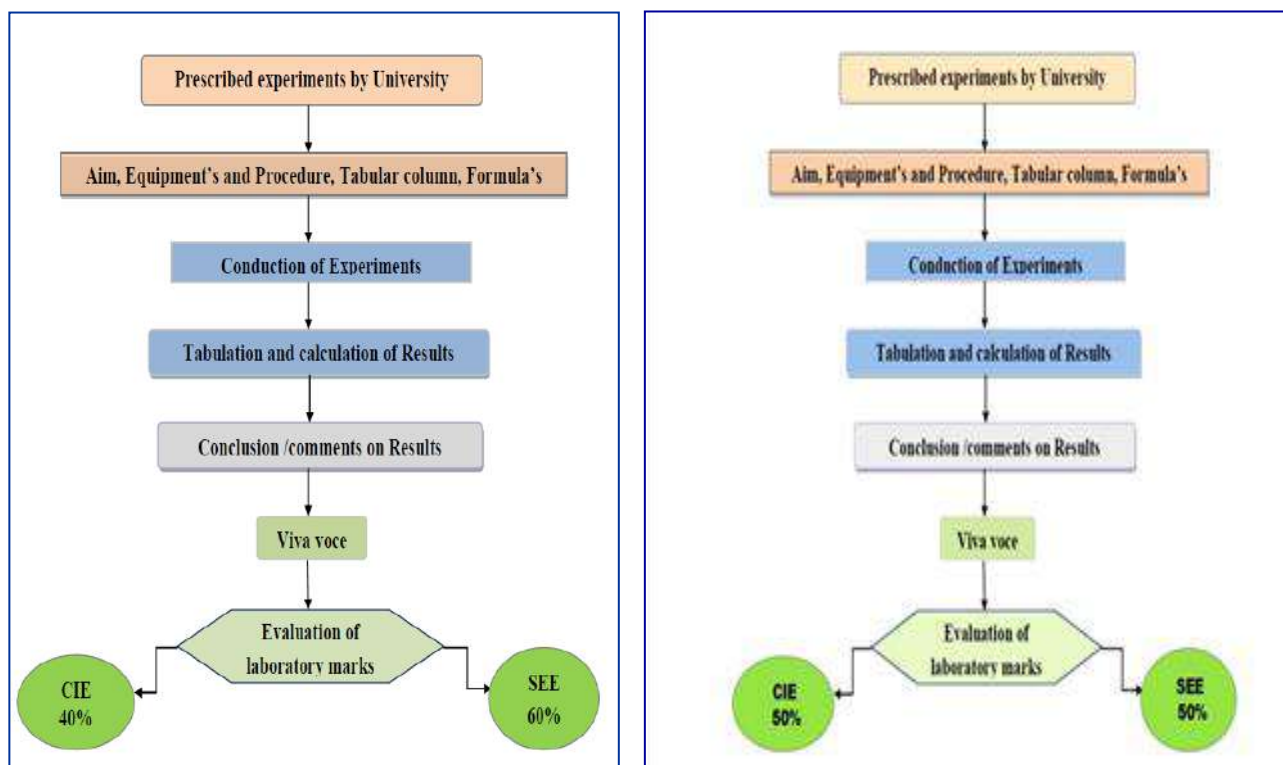 Prescribed experiments by University
Aim, Equipment's and Procedure, Tabular column, Formula's
Conduction of Experiments
Tabulation and calculation of Results
Conclusion /comments on Results
Viva voce
Evaluation of
laboratory marks
CIE
40%
SEE
60%
Prescribed experiments by University
Aim, Equipment's and Procedure, Tabular column, Formula's
Conduction of Experiments
Tabulation and calculation of Results
Conclusion /comments on Results
Viva voce
Evaluation of
laboratory marks
CIE
50%
SEE
50%